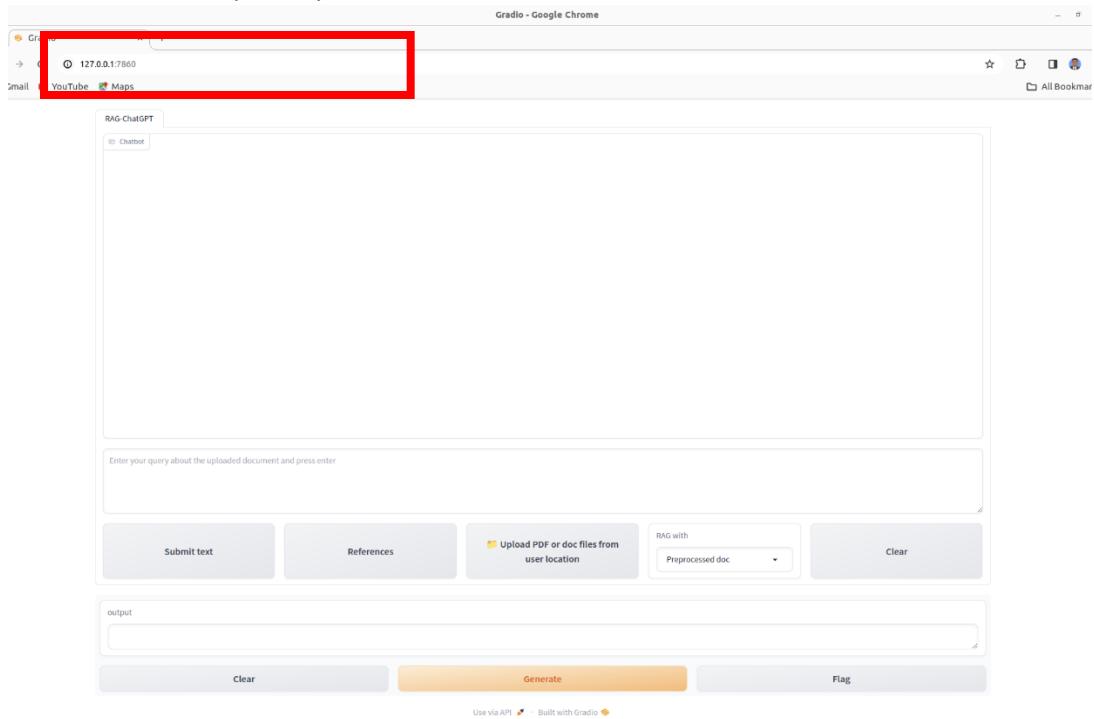 Gradio - Google Chrome
127.0.0.1:7860
YouTube Maps
All Bookmar
RAG-ChatGPT
Chatbot
Enter your query about the uploaded document and press enter
Submit text
References
Upload PDF or doc files from
user location
RAG with
Preprocessed doc
Clear
output
Clear
Generate
Flag
Use via API · Built with Gradio